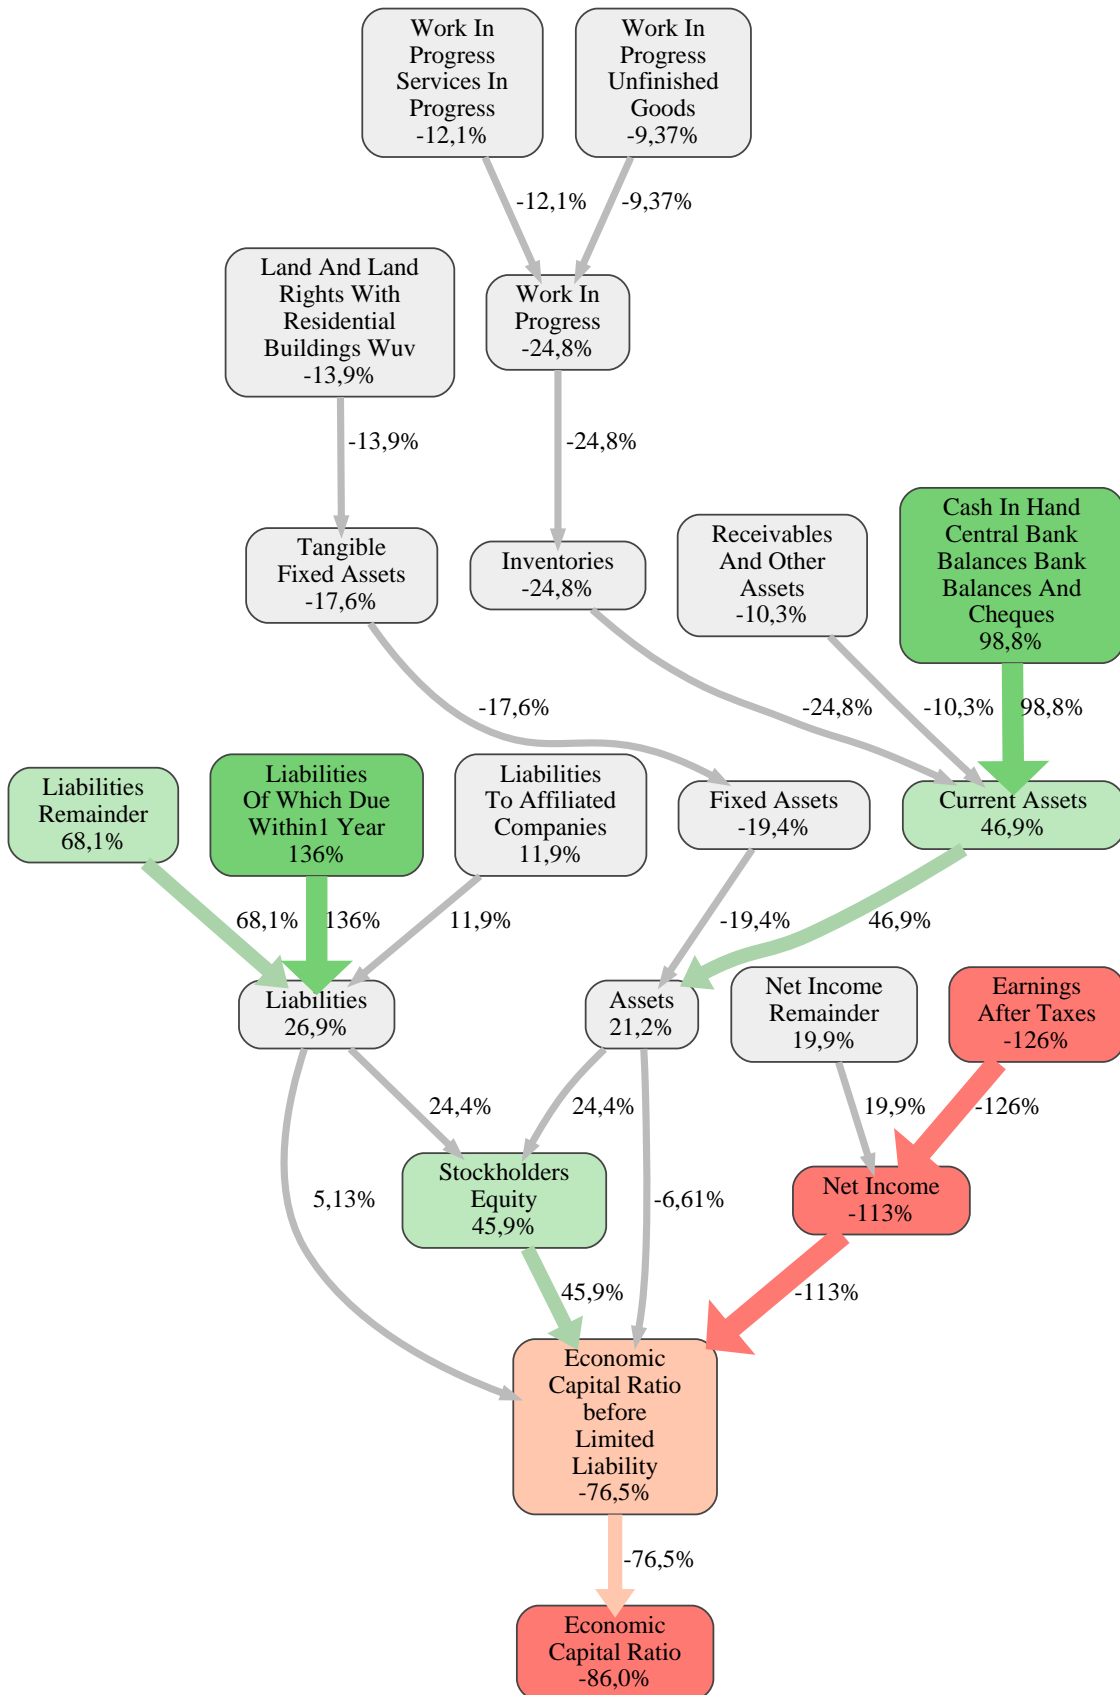 Work In
Progress
Services In
Progress
-12,1%
Work In
Progress
Unfinished
Goods
-9,37%
-12,1%
-9,37%
Land And Land
Rights With
Residential
Buildings Wuv
-13,9%
Work In
Progress
-24,8%
-13,9%
-24,8%
Tangible
Fixed Assets
-17,6%
Inventories
-24,8%
Receivables
And Other
Assets
-10,3%
Cash In Hand
Central Bank
Balances Bank
Balances And
Cheques
98,8%
-17,6%
-24,8%
-10,3%
98,8%
Liabilities
Remainder
68,1%
Liabilities
Of Which Due
Within1 Year
136%
Liabilities
To Affiliated
Companies
11,9%
Fixed Assets
-19,4%
Current Assets
46,9%
68,1%
136%
11,9%
-19,4%
46,9%
Liabilities
26,9%
Assets
21,2%
Net Income
Remainder
19,9%
Earnings
After Taxes
-126%
24,4%
24,4%
19,9%
-126%
Stockholders
Equity
45,9%
Net Income
-113%
5,13%
-6,61%
45,9%
-113%
Economic
Capital Ratio
before
Limited
Liability
-76,5%
-76,5%
Economic
Capital Ratio
-86,0%